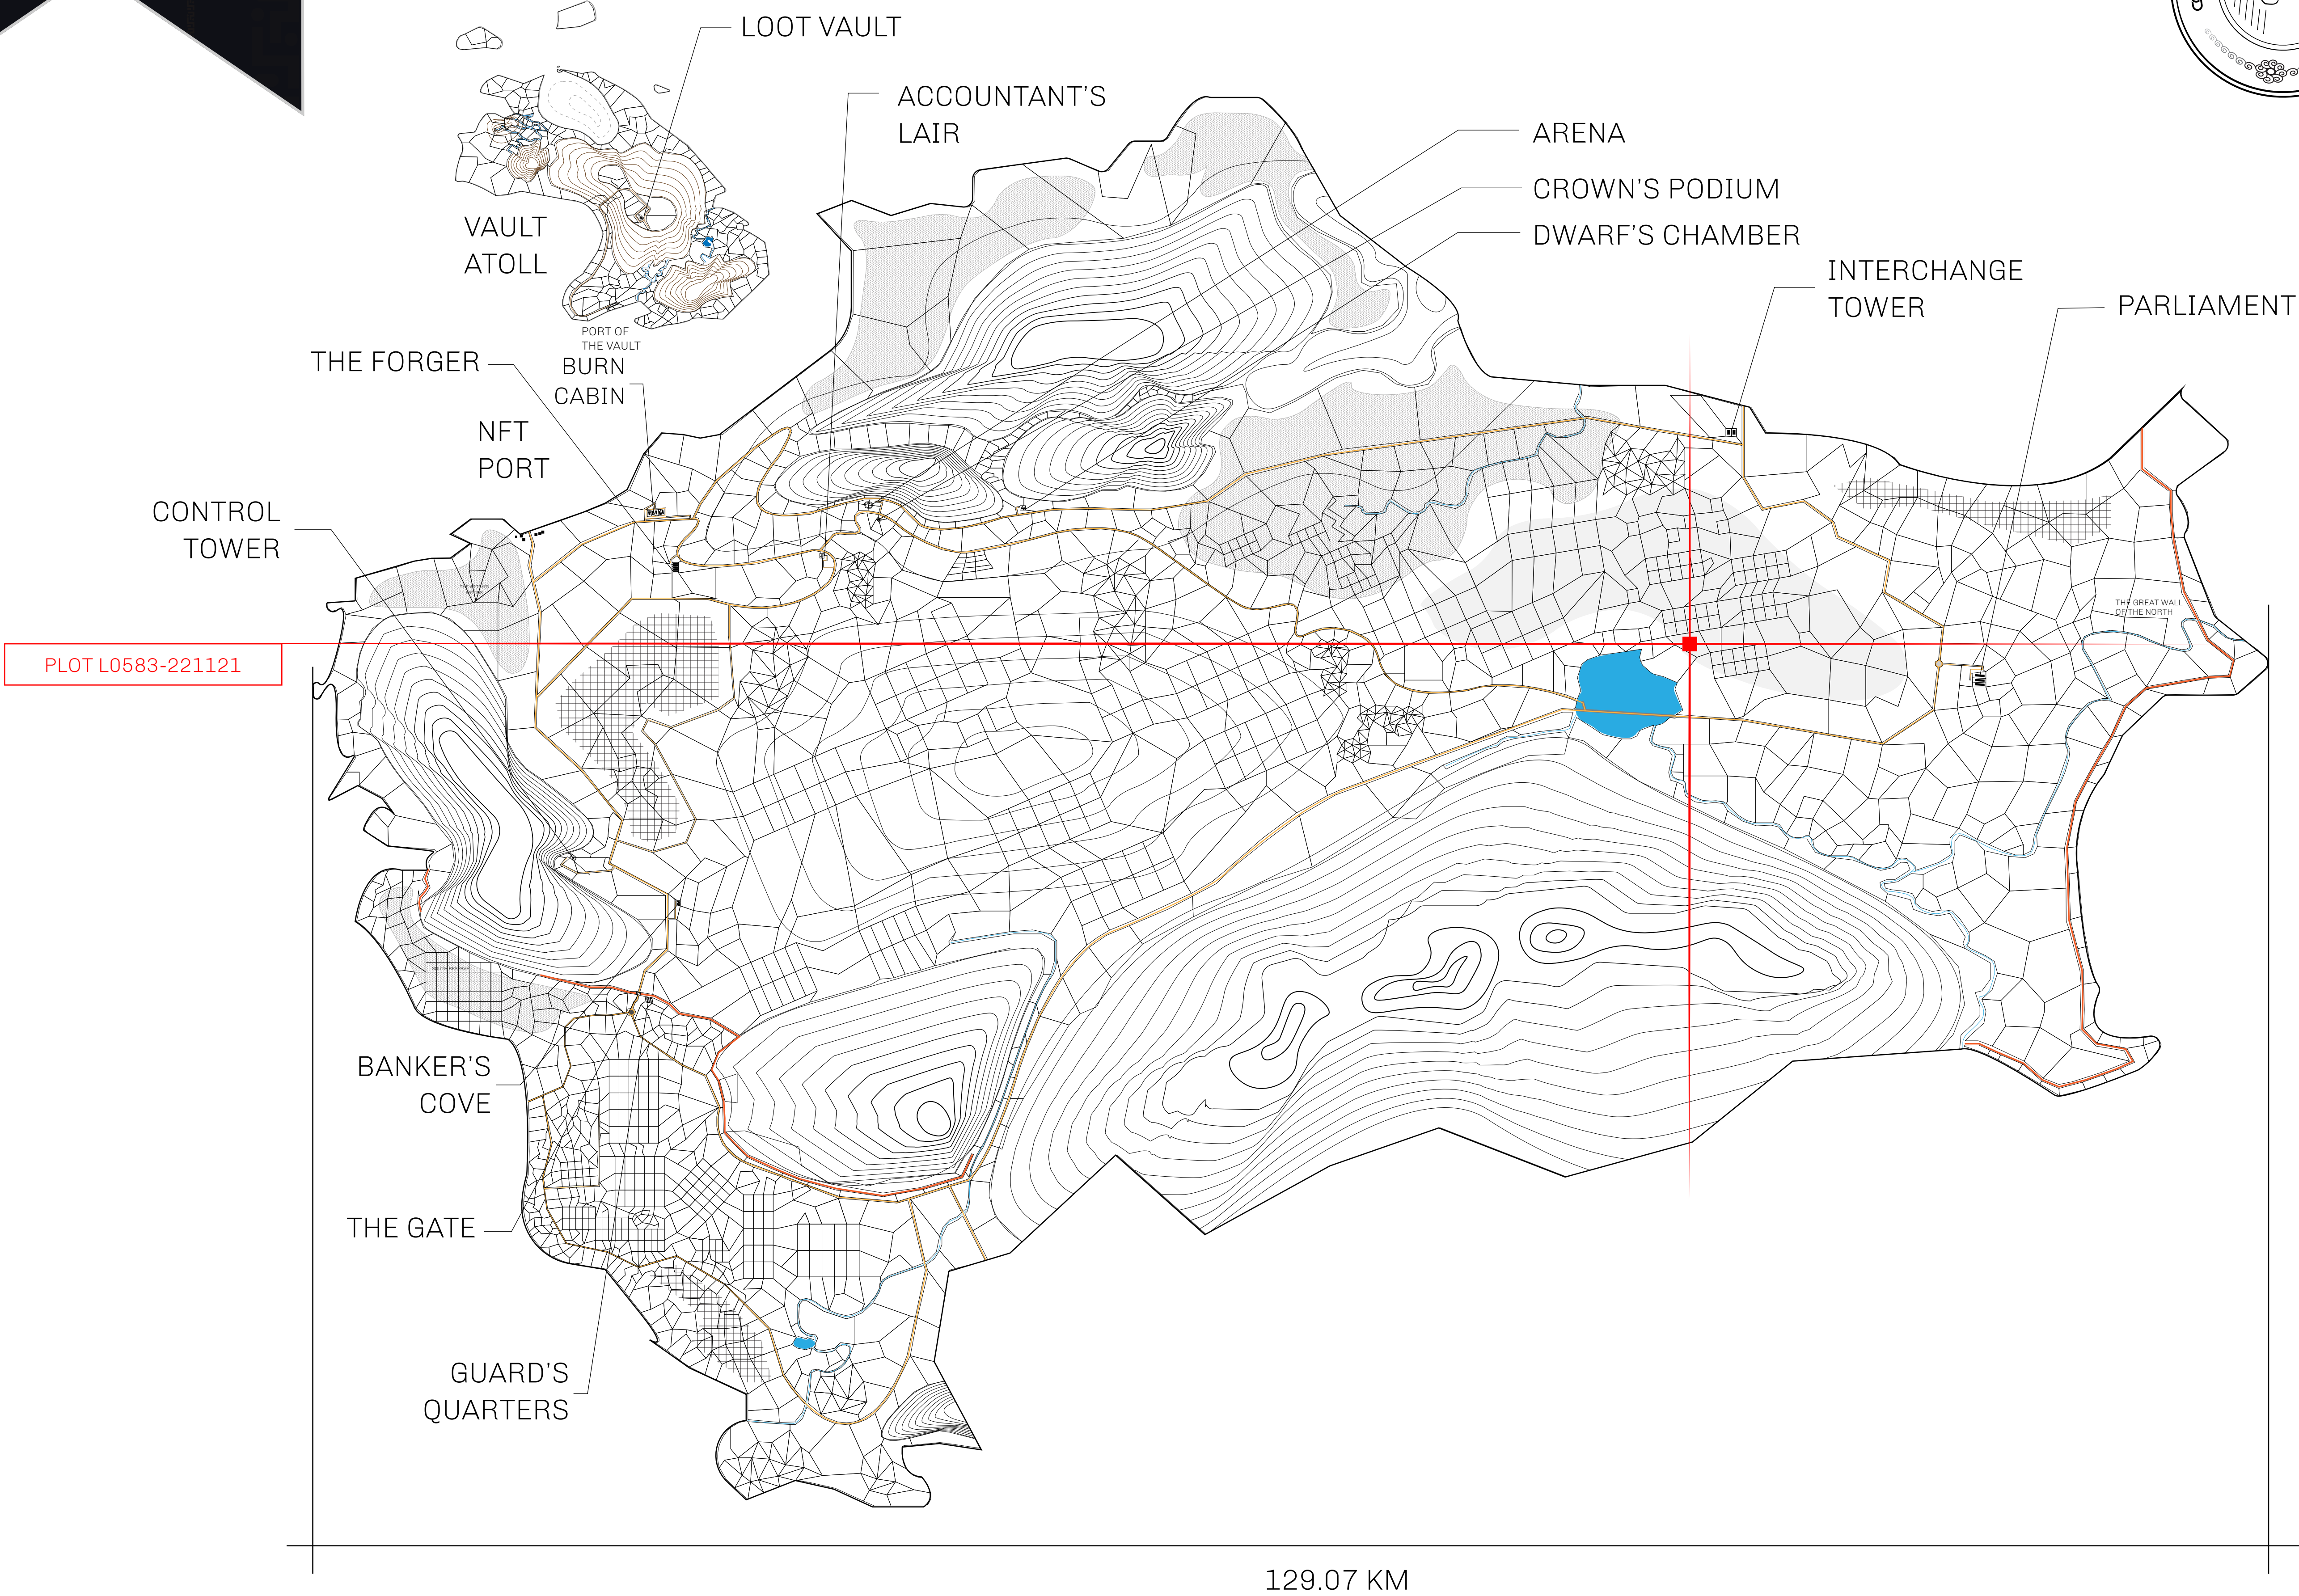 LOOT VAULT
ACCOUNTANT'S
LAIR
ARENA
CROWN'S PODIUM
DWARF'S CHAMBER
VAULT
ATOLL
INTERCHANGE
TOWER
PARLIAMENT
PORT OF
THE VAULT
THE FORGER
BURN
CABIN
NFT
PORT
CONTROL
TOWER
THE GREAT WALL
OF THE NORTH
PLOT L0583-221121
SOUTH RESERVE
BANKER'S
COVE
THE GATE
GUARD'S
QUARTERS
129.07 KM